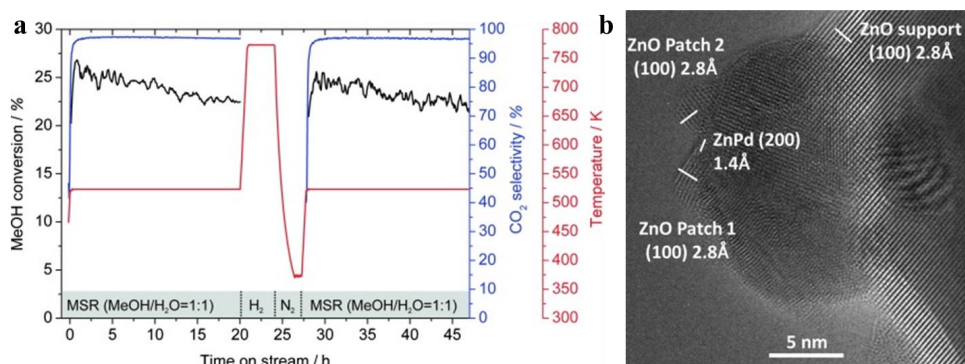 a
MeOH conversion / %
30
25
20
15
10
5
0
100
90
80
70
60
50
40
30
20
10
0
CO2 selectivity / %
800
750
700
650
600
550
500
450
400
350
300
Temperature / K
MSR (MeOH/H2O=1:1)
H2
N2
MSR (MeOH/H2O=1:1)
0 5 10 15 20 25 30 35 40 45
Time on stream / h
b
ZnO Patch 2
(100) 2.8Å
ZnO support
(100) 2.8Å
ZnPd (200)
1.4Å
ZnO Patch 1
(100) 2.8Å
5 nm